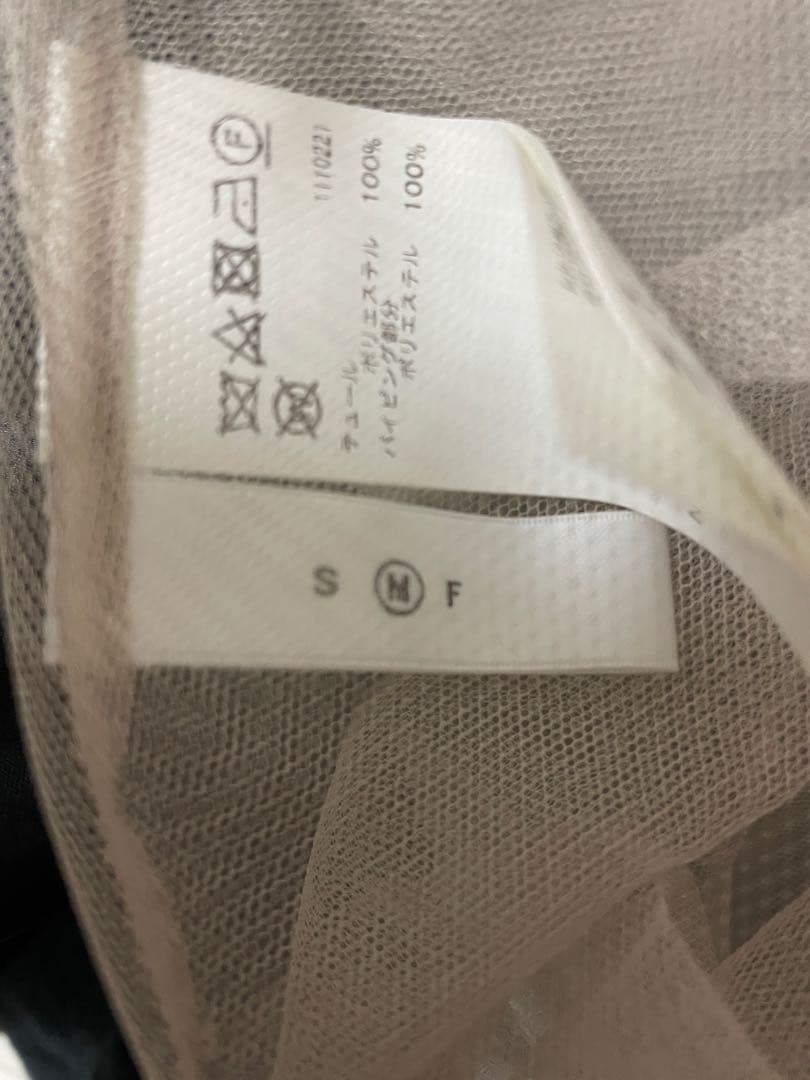 1110227
チュール
ポリエステル 100%
パイピング部分
ポリエステル 100%
S M F